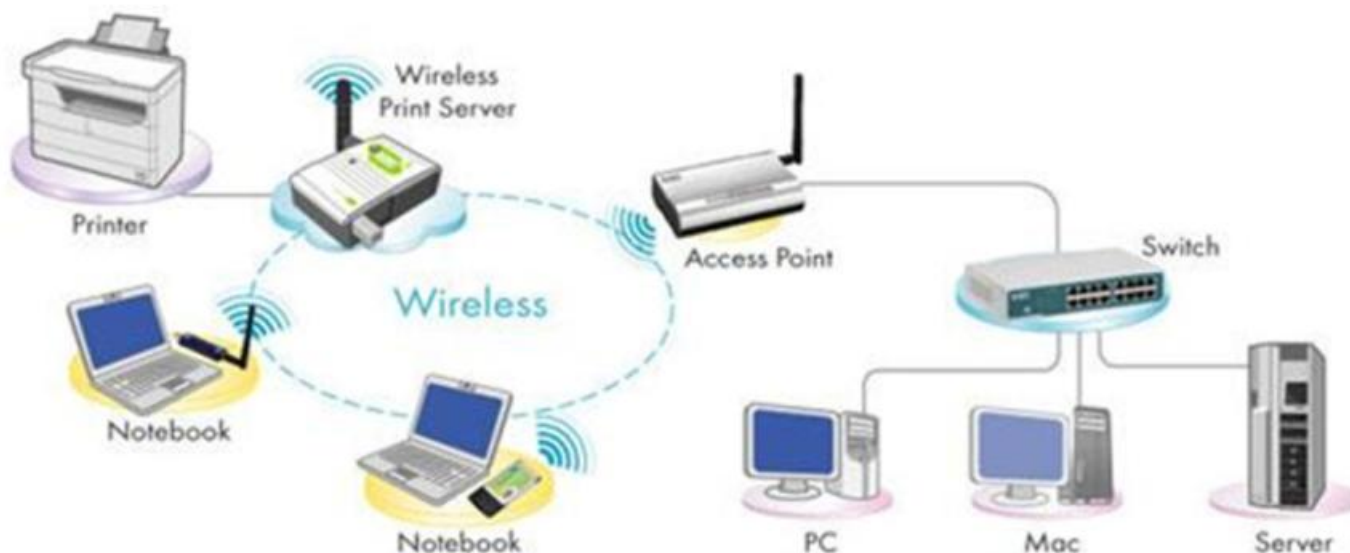 Wireless
Print Server
Printer
Access Point
Switch
Wireless
Notebook
Notebook
PC
Mac
Server